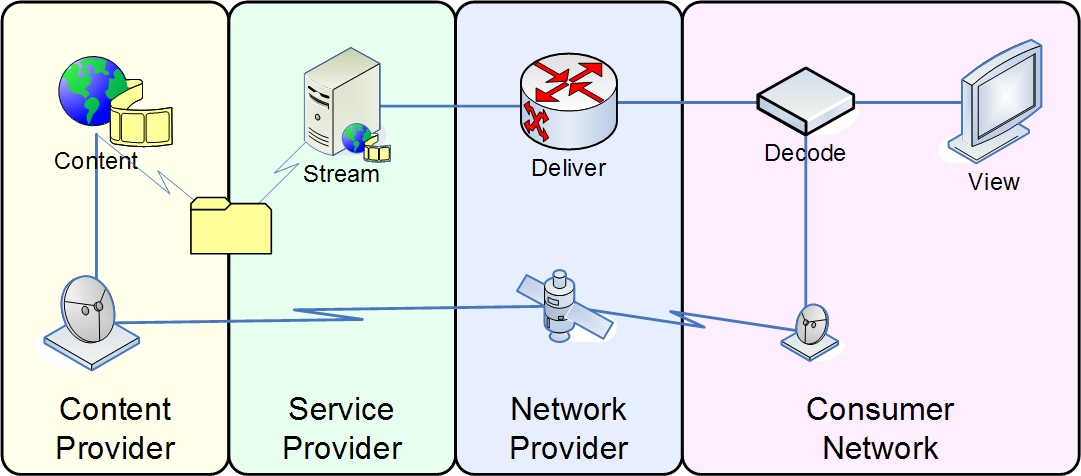 Content
Stream
Deliver
Decode
View
Content
Provider
Service
Provider
Network
Provider
Consumer
Network